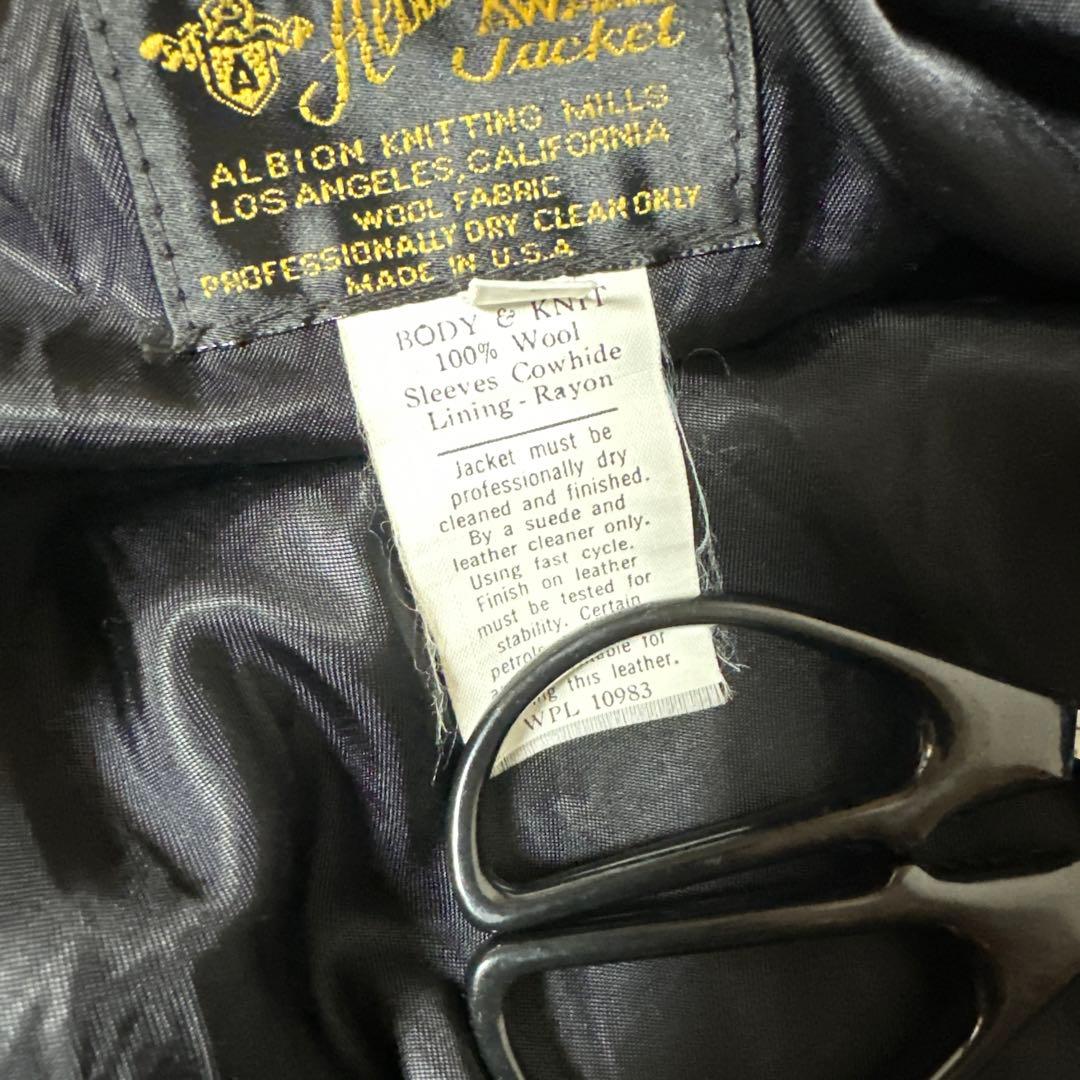 A
Jacket
ALBION KNITTING MILLS
LOS ANGELES, CALIFORNIA
WOOL FABRIC
PROFESSIONALLY DRY CLEAN ONLY
MADE IN U.S.A
BODY & KNIT
100% Wool
Sleeves Cowhide
Lining - Rayon
Jacket must be
professionally dry
cleaned and finished.
By a suede and
leather cleaner only.
Using fast cycle.
Finish on leather
must be tested for
stability. Certain
for
this leather.
WPL 10983